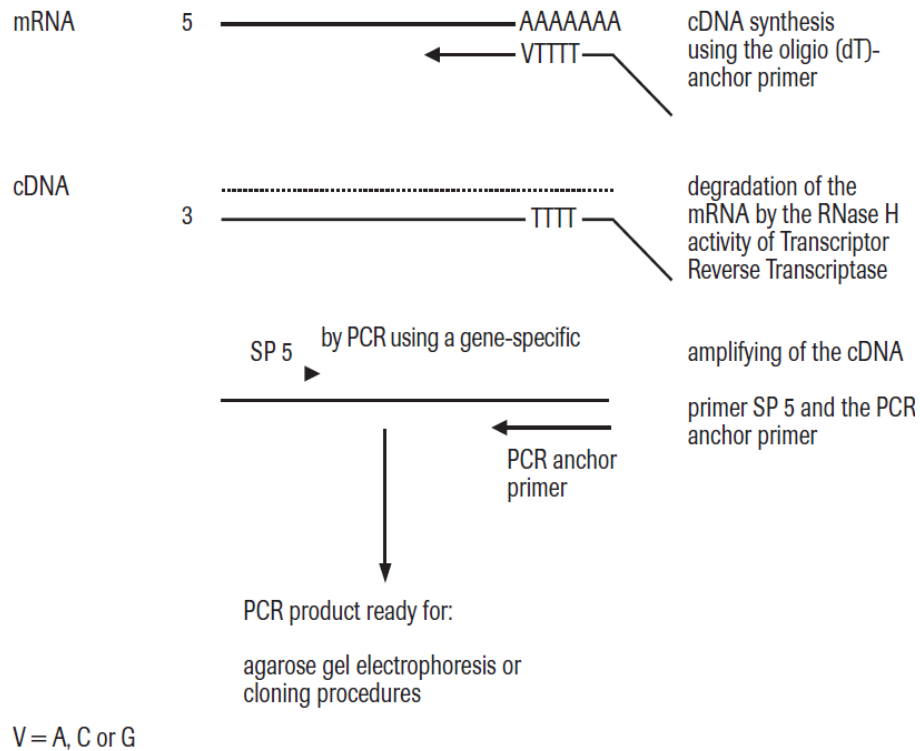 mRNA 5 AAAAAAA cDNA synthesis
VTTTT using the oligio (dT)-
anchor primer
cDNA degradation of the
3 TTTT mRNA by the RNase H
activity of Transcriptor
Reverse Transcriptase
SP 5 by PCR using a gene-specific amplifying of the cDNA
primer SP 5 and the PCR
anchor primer
PCR anchor
primer
PCR product ready for:
agarose gel electrophoresis or
cloning procedures
V = A, C or G